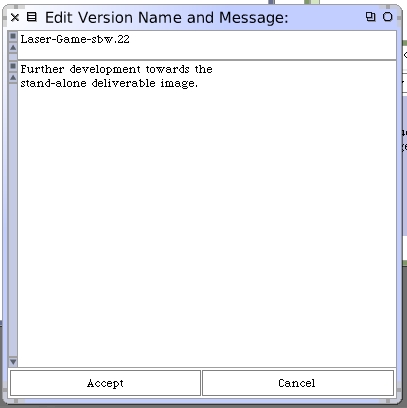 Edit Version Name and Message:
Laser-Game-sbw.22
Further development towards the
stand-alone deliverable image.
Accept
Cancel